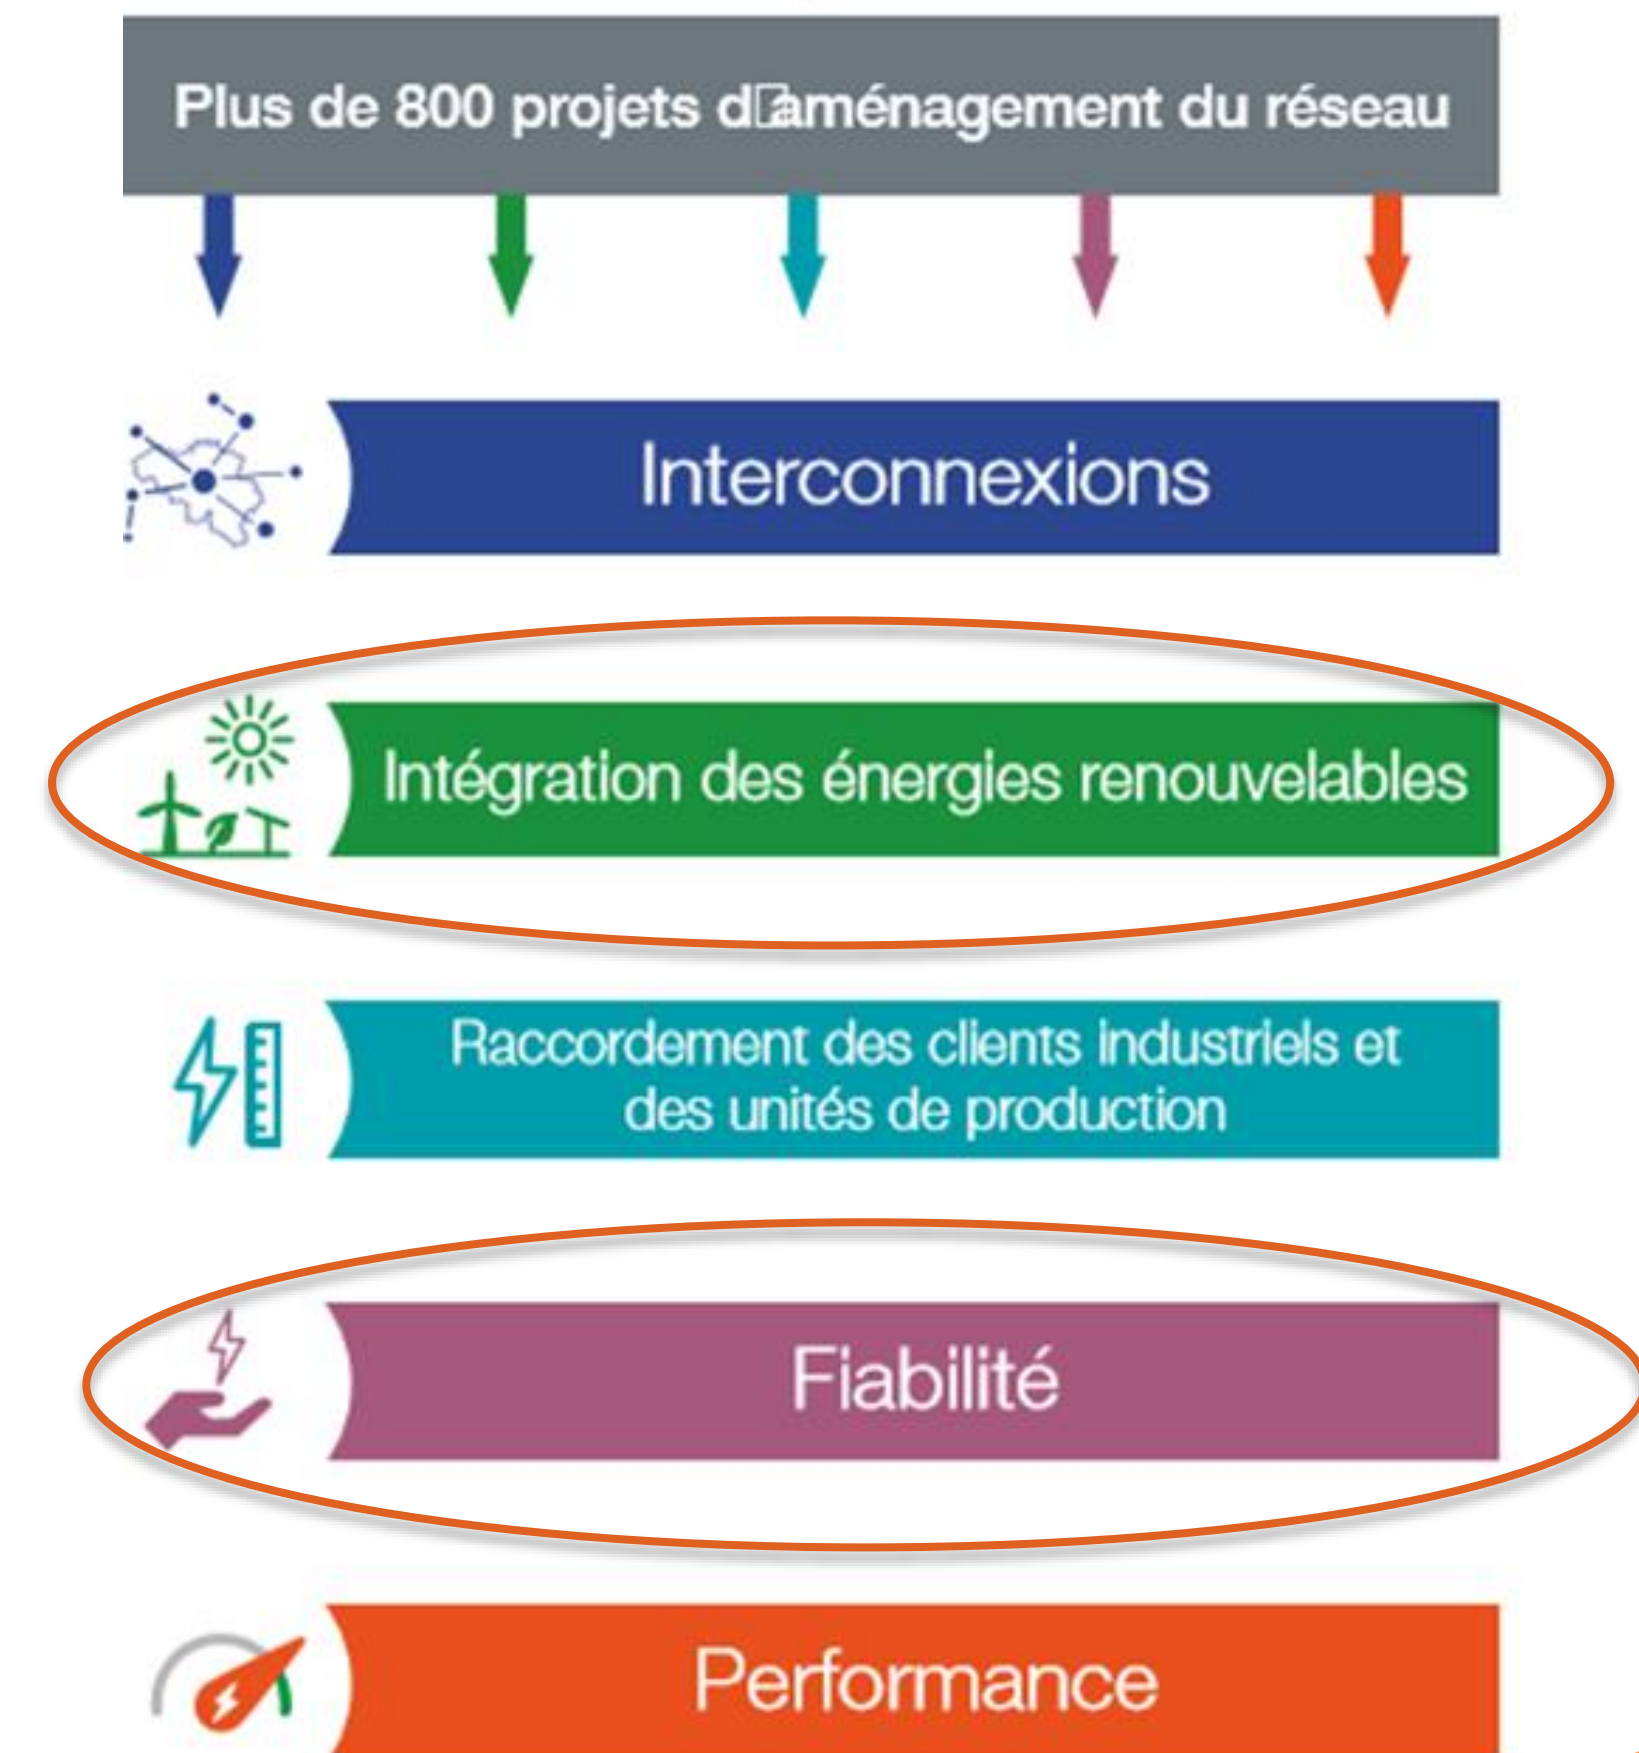 Plus de 800 projets d□aménagement du réseau
Interconnexions
Intégration des énergies renouvelables
Raccordement des clients industriels et
des unités de production
Fiabilité
Performance